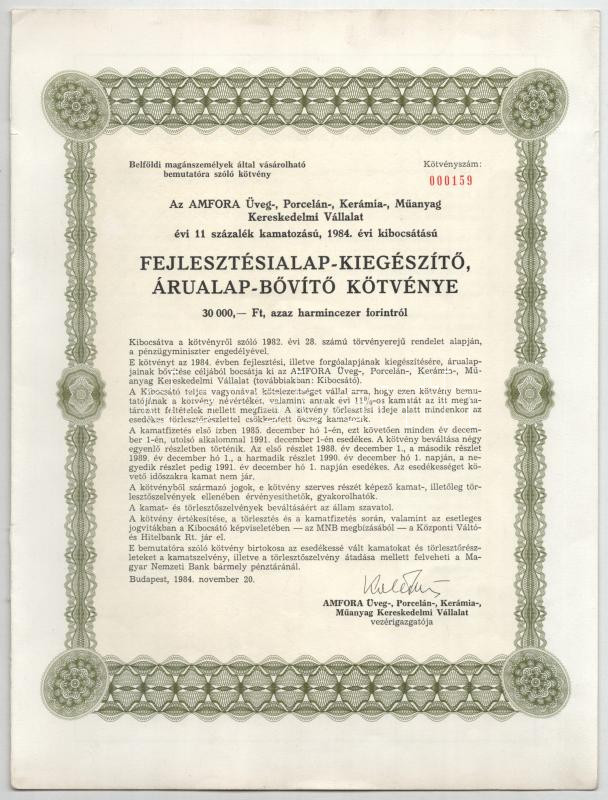 Belföldi magánszemélyek által vásárolható
bemutatóra szóló kötvény
Kötvényszám:
000159
Az AMFORA Üveg-, Porcelán-, Kerámia-, Műanyag
Kereskedelmi Vállalat
évi 11 százalék kamatozású, 1984. évi kibocsátású
FEJLESZTÉSIALAP-KIEGÉSZÍTŐ,
ÁRUALAP-BŐVÍTŐ KÖTVÉNYE
30 000,— Ft, azaz harmincezer forintról
Kibocsátva a kötvényről szóló 1982. évi 28. számú törvényerejű rendelet alapján,
a pénzügyminiszter engedélyével.
E kötvényt az 1984. évben fejlesztési, illetve forgóalapjának kiegészítésére, árualap-
jainak bővítése céljából bocsátja ki az AMFORA Üveg-, Porcelán-, Kerámia-, Mű-
anyag Kereskedelmi Vállalat (továbbiakban: Kibocsátó).
A Kibocsátó teljes vagyonával kötelezettséget vállal arra, hogy ezen kötvény bemu-
tatójának a kötvény névértékét, valamint annak évi 11%-os kamatát az itt megha-
tározott feltételek mellett megfizeti. A kötvény törlesztési ideje alatt mindenkor az
esedékes törlesztőrészlettel csökkentett összeg kamatozik.
A kamatfizetés első ízben 1985. december hó 1-én, ezt követően minden év decem-
ber 1-én, utolsó alkalommal 1991. december 1-én esedékes. A kötvény beváltása négy
egyenlő részletben történik. Az első részlet 1988. év december 1., a második részlet
1989. év december hó 1., a harmadik részlet 1990. év december hó 1. napján, a ne-
gyedik részlet pedig 1991. év december hó 1. napján esedékes. Az esedékességet kö-
vető időszakra kamat nem jár.
A kötvényből származó jogok, e kötvény szerves részét képező kamat-, illetőleg tör-
lesztőszelvények ellenében érvényesíthetők, gyakorolhatók.
A kamat- és törlesztőszelvények beváltásáért az állam szavatol.
A kötvény értékesítése, a törlesztés és a kamatfizetés során, valamint az esetleges
jogvitákban a Kibocsátó képviseletében — az MNB megbízásából — a Központi Váltó-
és Hitelbank Rt. jár el.
E bemutatóra szóló kötvény birtokosa az esedékessé vált kamatokat és törlesztőrész-
leteket a kamatszelvény, illetve a törlesztőszelvény átadása mellett felveheti a Ma-
gyar Nemzeti Bank bármely pénztáránál.
Budapest, 1984. november 20.
AMFORA Üveg-, Porcelán-, Kerámia-,
Műanyag Kereskedelmi Vállalat
vezérigazgatója